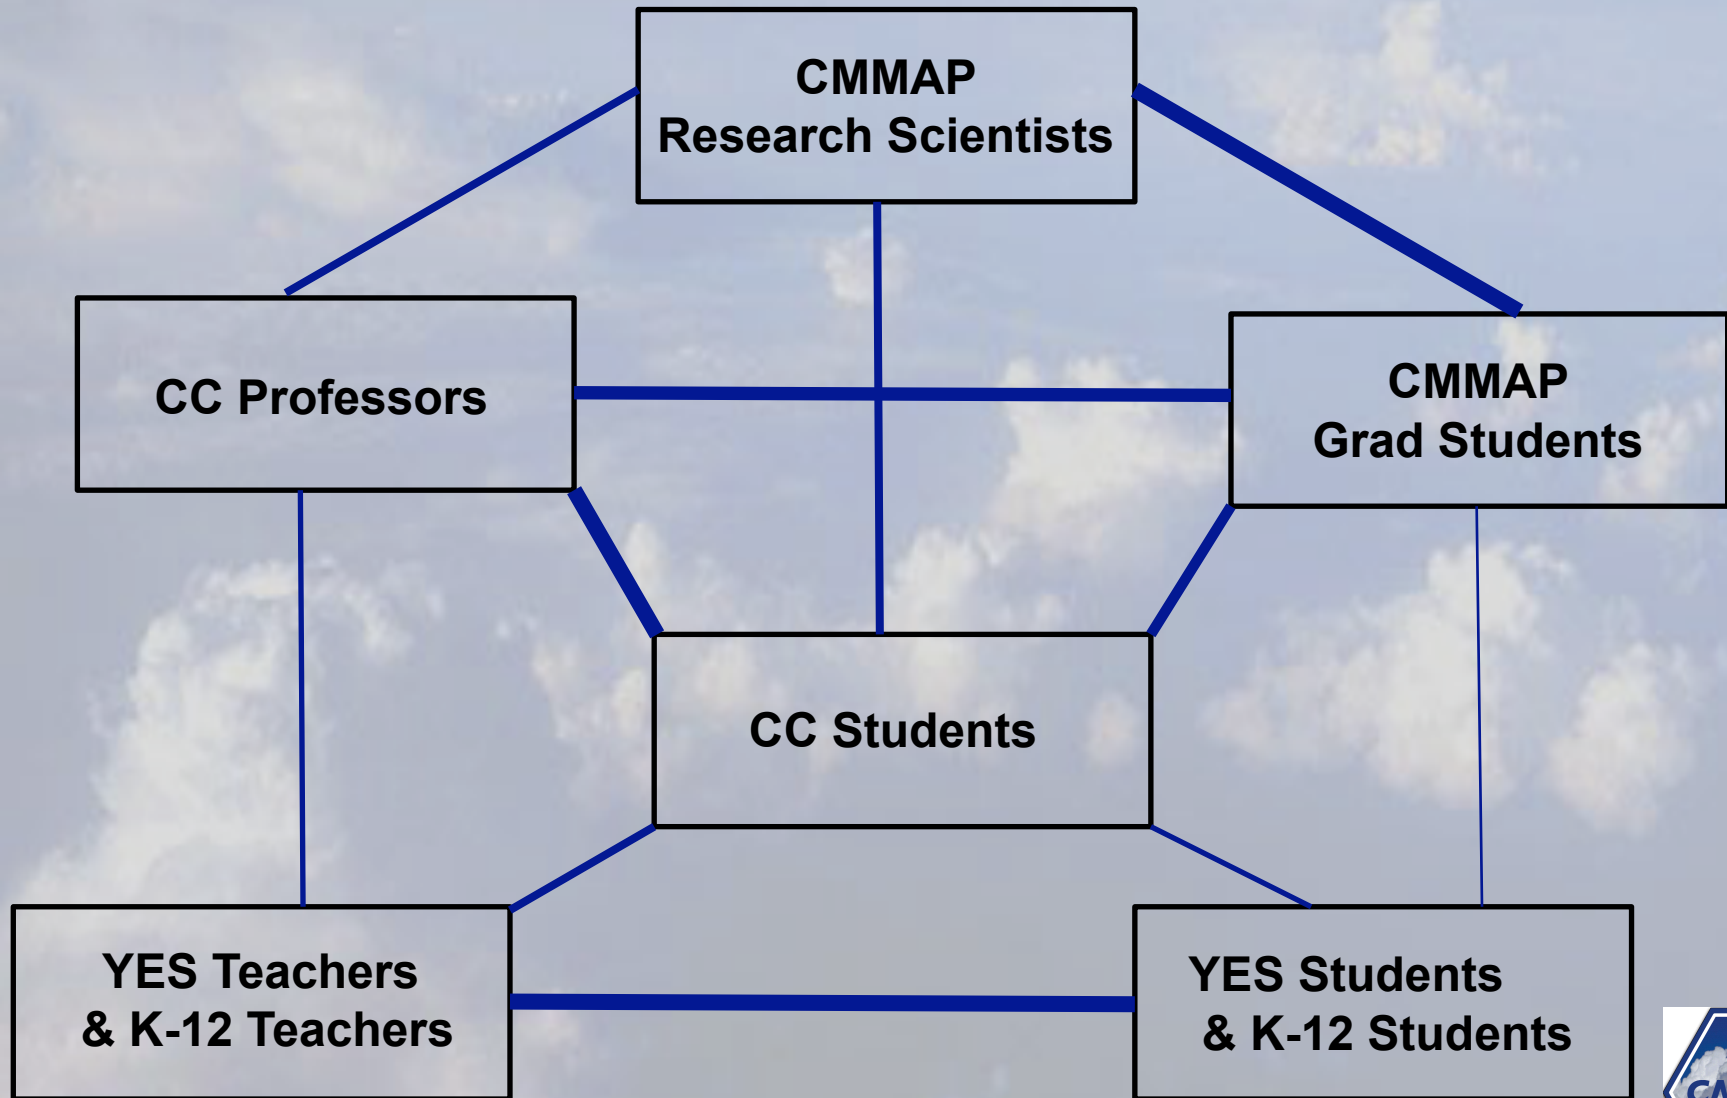 CMMAP
Research Scientists
CC Professors
CMMAP
Grad Students
CC Students
YES Teachers
& K-12 Teachers
YES Students
& K-12 Students